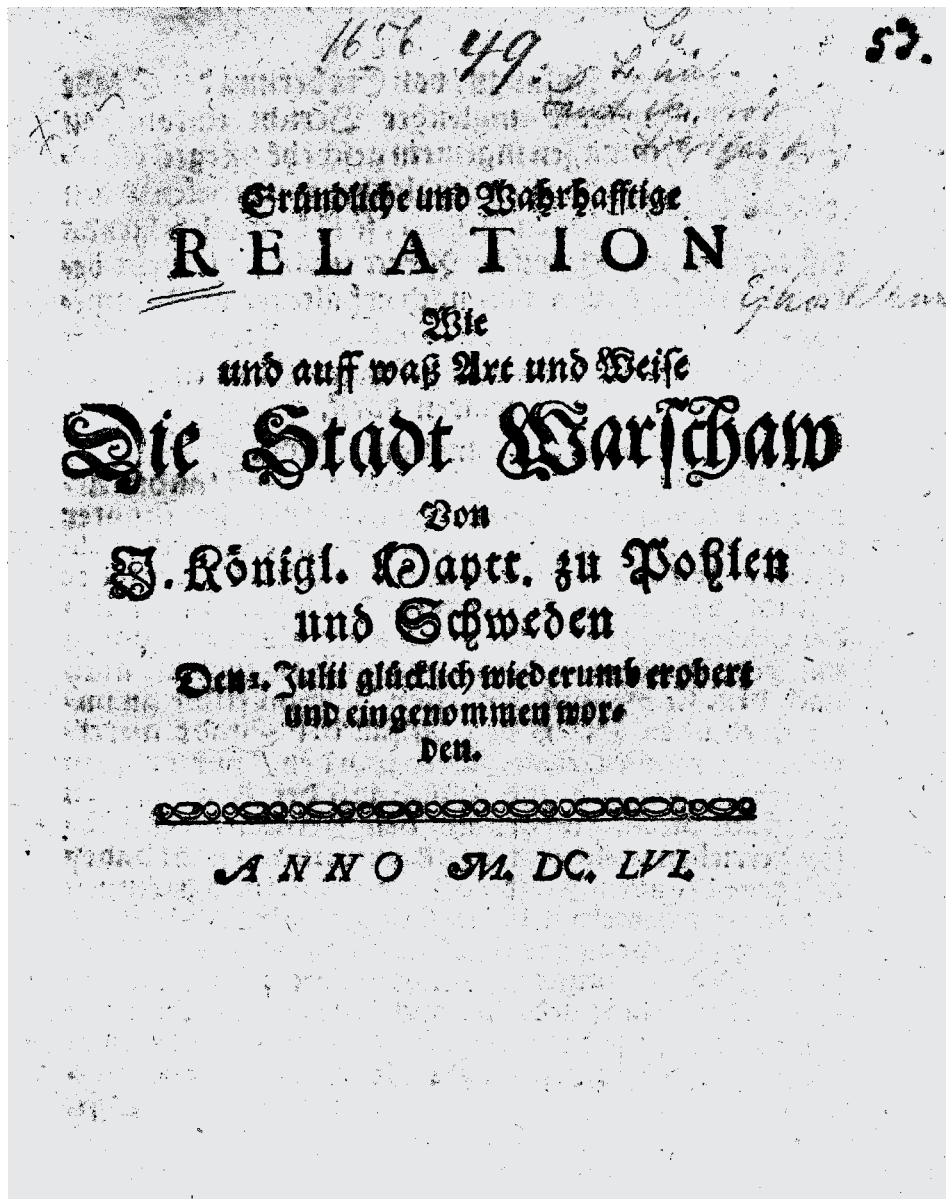 1656 49. 53.
Gründliche und Wahrhafftige
RELATION
Wie
und auff waß Art und Weise
Die Stadt Warschaw
Von
J. Königl. Maytt. zu Pohlen
und Schweden
Den 1. Julii glücklich wiederumb erobert
und eingenommen wor-
den.
ANNO M. DC. LVI.